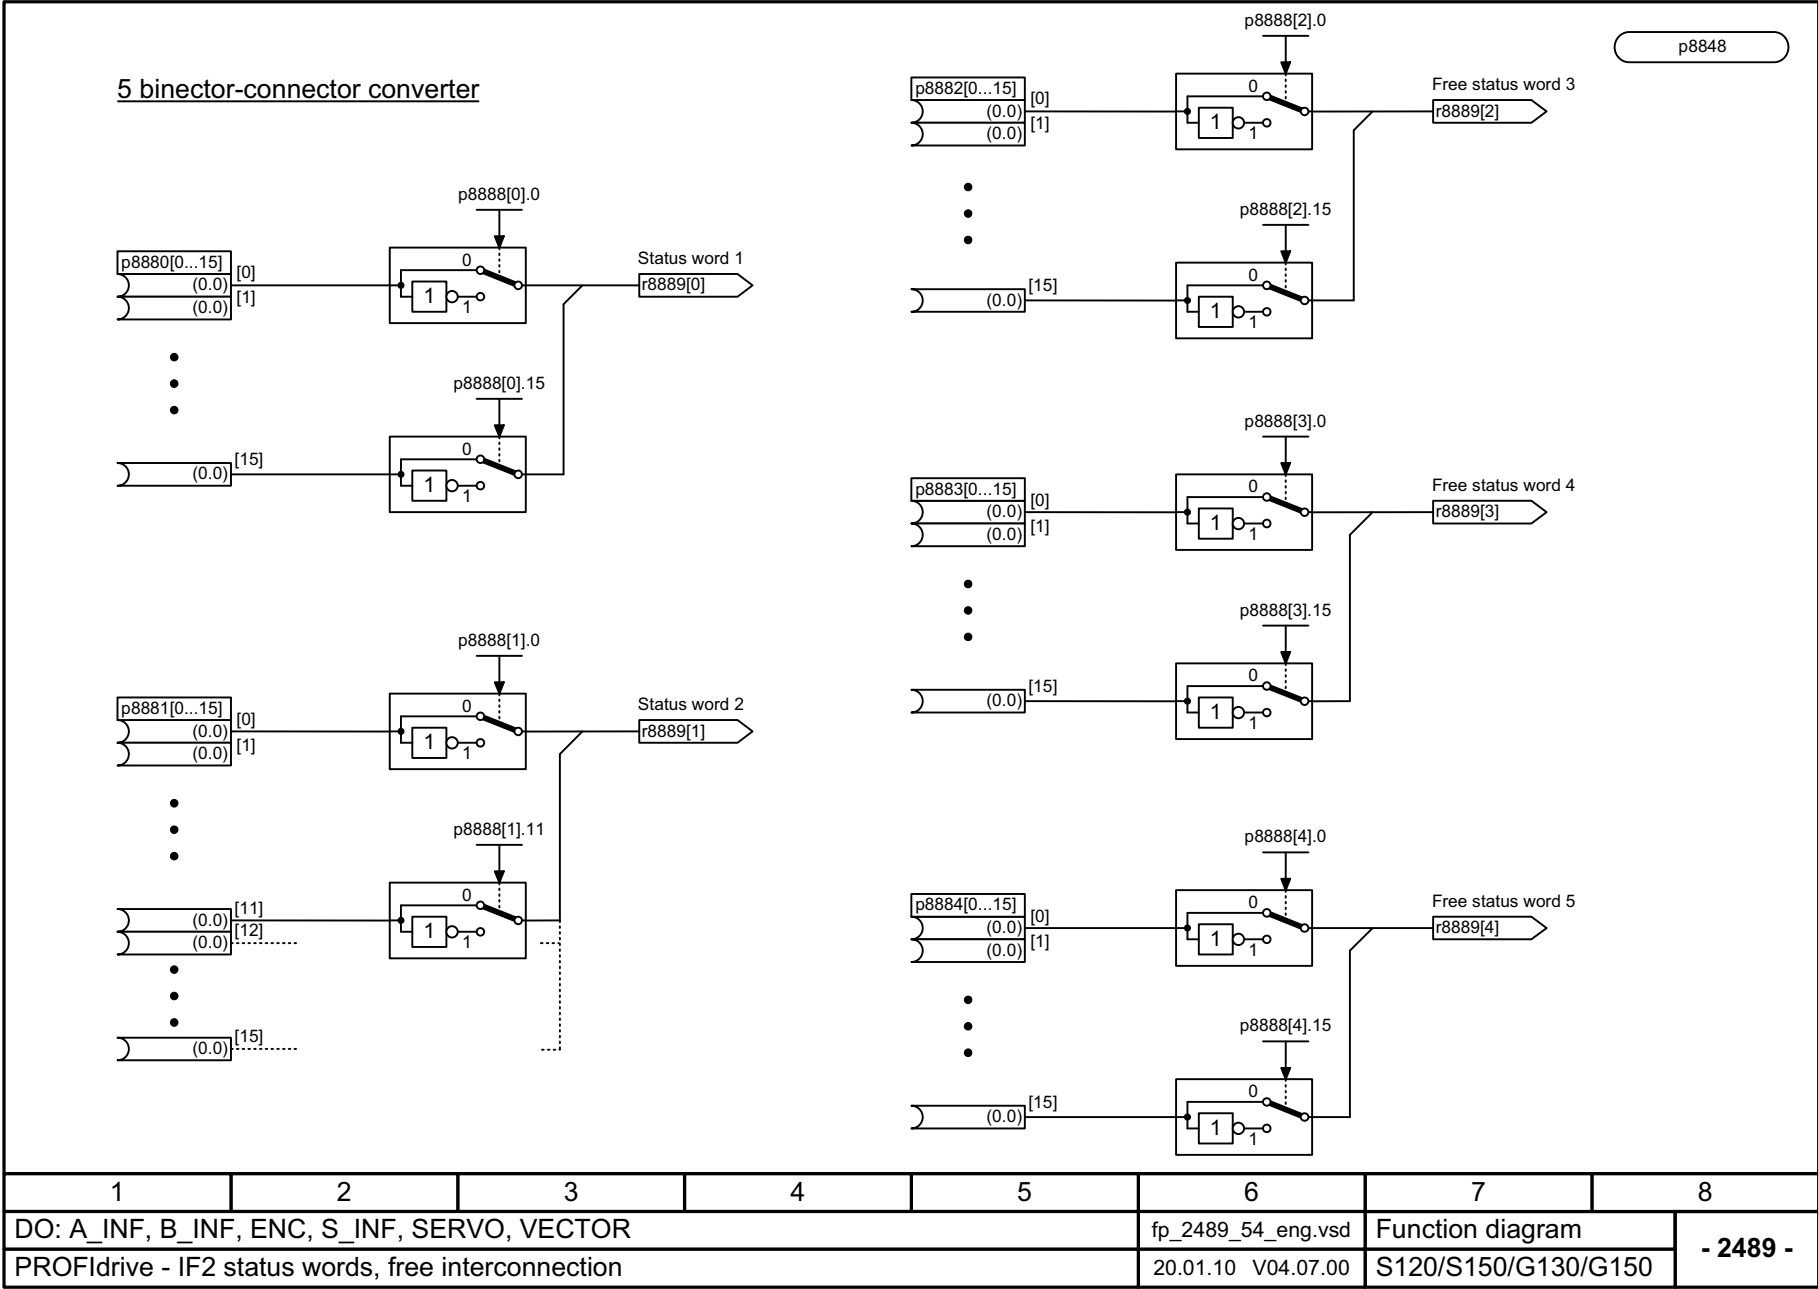 5 binector-connector converter
p8848
p8888[0].0
p8880[0...15]
[0]
(0.0)
[1]
(0.0)
0
1
1
Status word 1
r8889[0]
p8888[0].15
[15]
(0.0)
0
1
1
p8888[1].0
p8881[0...15]
[0]
(0.0)
[1]
(0.0)
0
1
1
Status word 2
r8889[1]
p8888[1].11
[11]
(0.0)
[12]
(0.0)
0
1
1
[15]
(0.0)
p8888[2].0
p8882[0...15]
[0]
(0.0)
[1]
(0.0)
0
1
1
Free status word 3
r8889[2]
p8888[2].15
[15]
(0.0)
0
1
1
p8888[3].0
p8883[0...15]
[0]
(0.0)
[1]
(0.0)
0
1
1
Free status word 4
r8889[3]
p8888[3].15
[15]
(0.0)
0
1
1
p8888[4].0
p8884[0...15]
[0]
(0.0)
[1]
(0.0)
0
1
1
Free status word 5
r8889[4]
p8888[4].15
[15]
(0.0)
0
1
1
1 2 3 4 5 6 7 8
DO: A_INF, B_INF, ENC, S_INF, SERVO, VECTOR
fp_2489_54_eng.vsd
Function diagram
- 2489 -
PROFIdrive - IF2 status words, free interconnection
20.01.10 V04.07.00
S120/S150/G130/G150